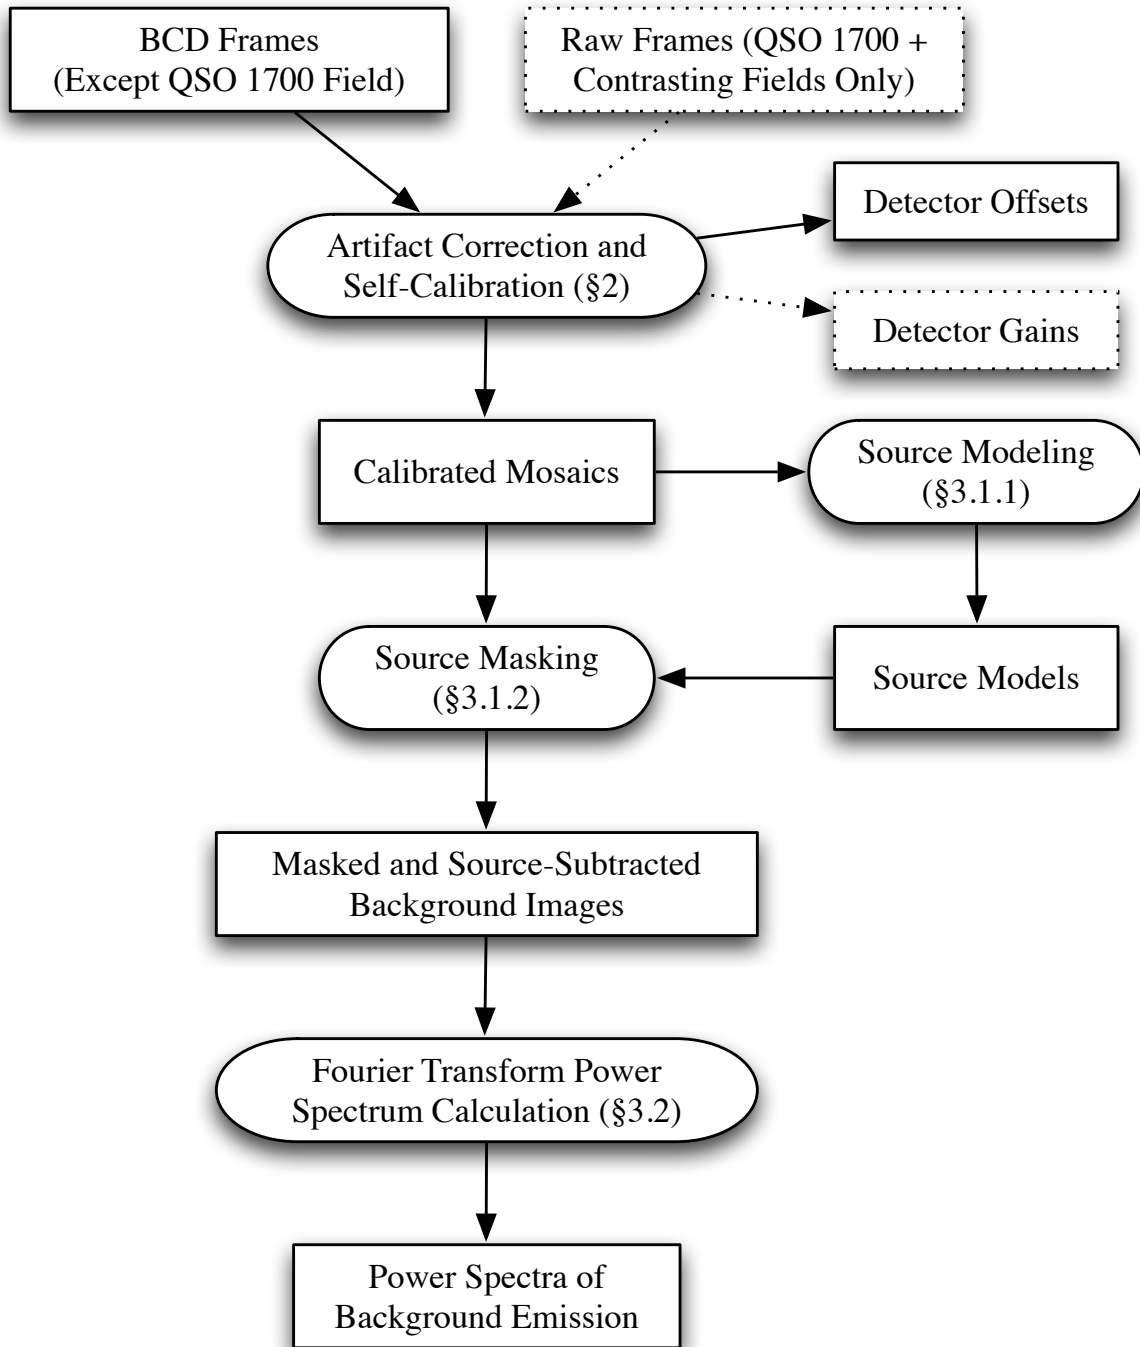 BCD Frames
(Except QSO 1700 Field)
Raw Frames (QSO 1700 +
Contrasting Fields Only)
Detector Offsets
Artifact Correction and
Self-Calibration (§2)
Detector Gains
Calibrated Mosaics
Source Modeling
(§3.1.1)
Source Masking
(§3.1.2)
Source Models
Masked and Source-Subtracted
Background Images
Fourier Transform Power
Spectrum Calculation (§3.2)
Power Spectra of
Background Emission